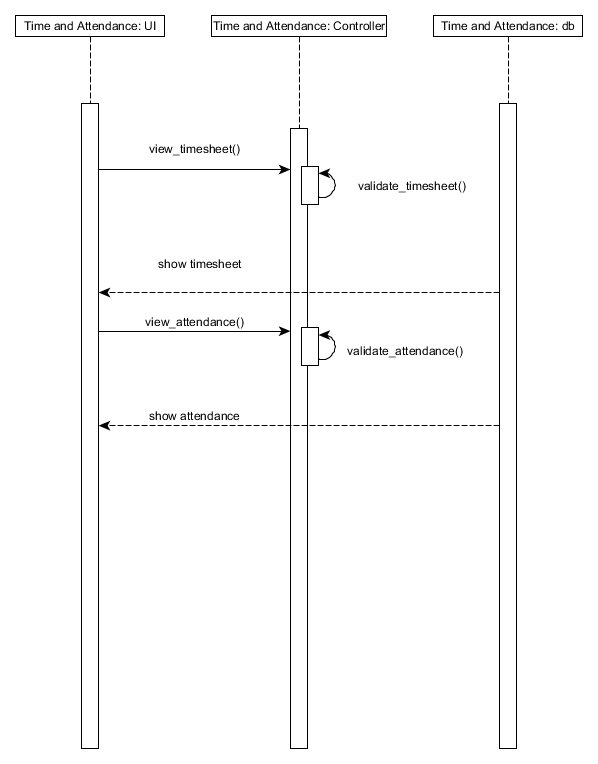 Time and Attendance: UI
Time and Attendance: Controller
Time and Attendance: db
view_timesheet()
validate_timesheet()
show timesheet
view_attendance()
validate_attendance()
show attendance